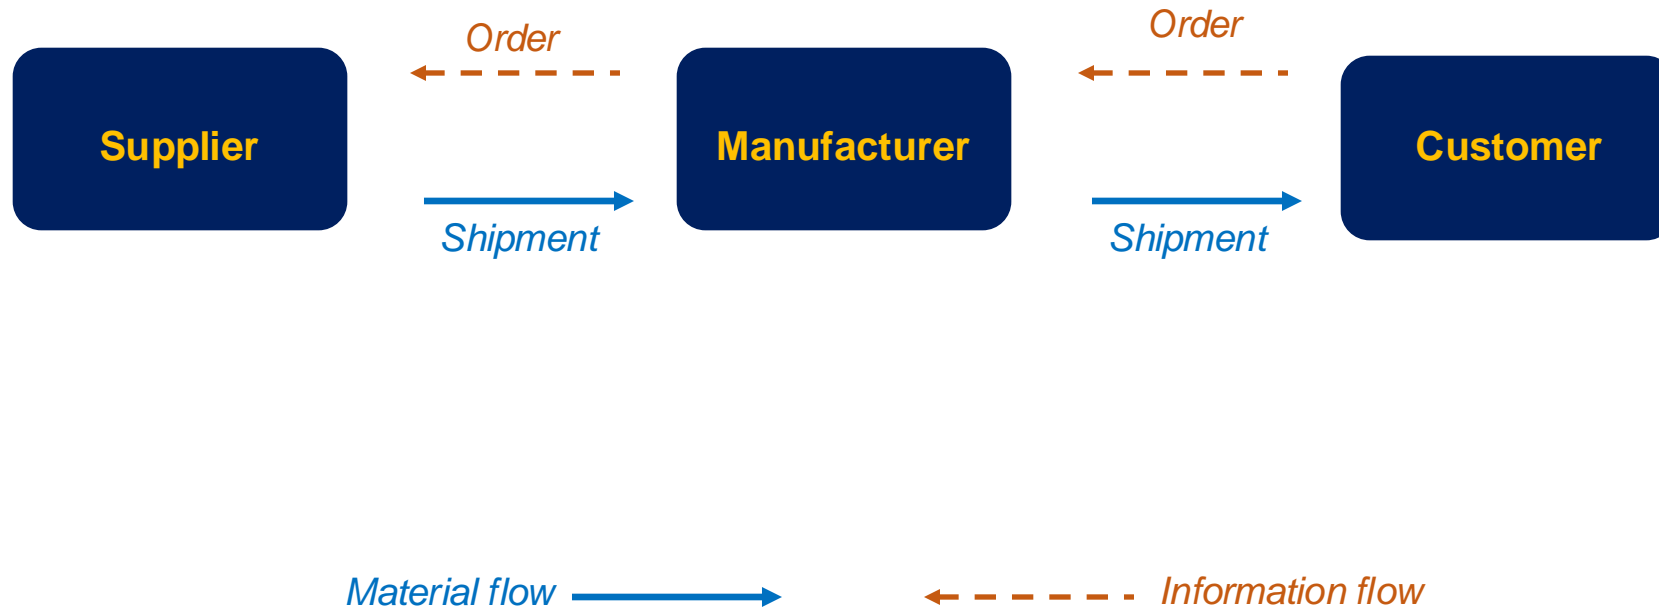 Order
Order
Supplier
Manufacturer
Customer
Shipment
Shipment
Material flow
Information flow